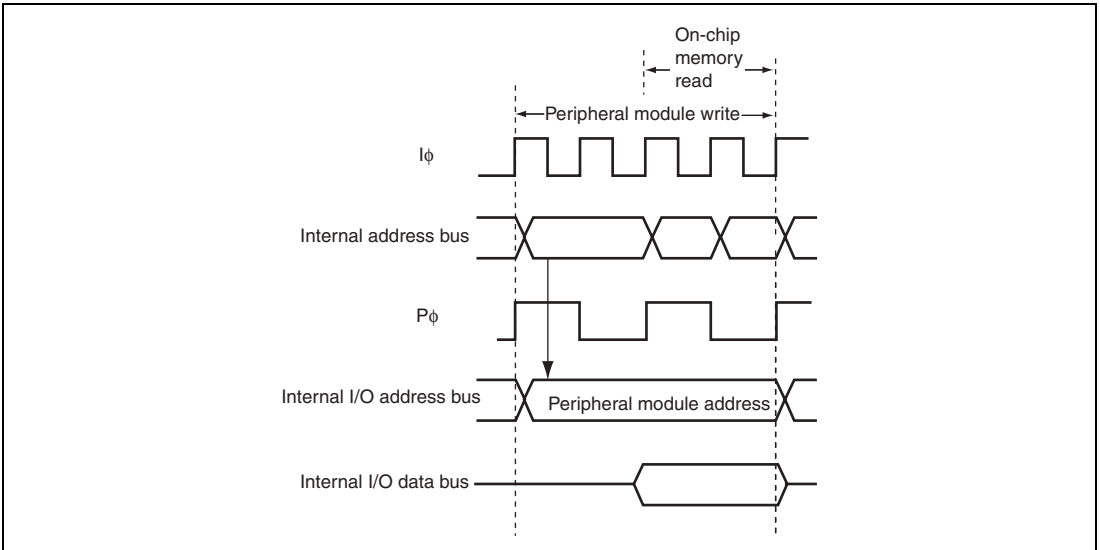 On-chip
memory
read
Peripheral module write
Iϕ
Internal address bus
Pϕ
Internal I/O address bus
Peripheral module address
Internal I/O data bus